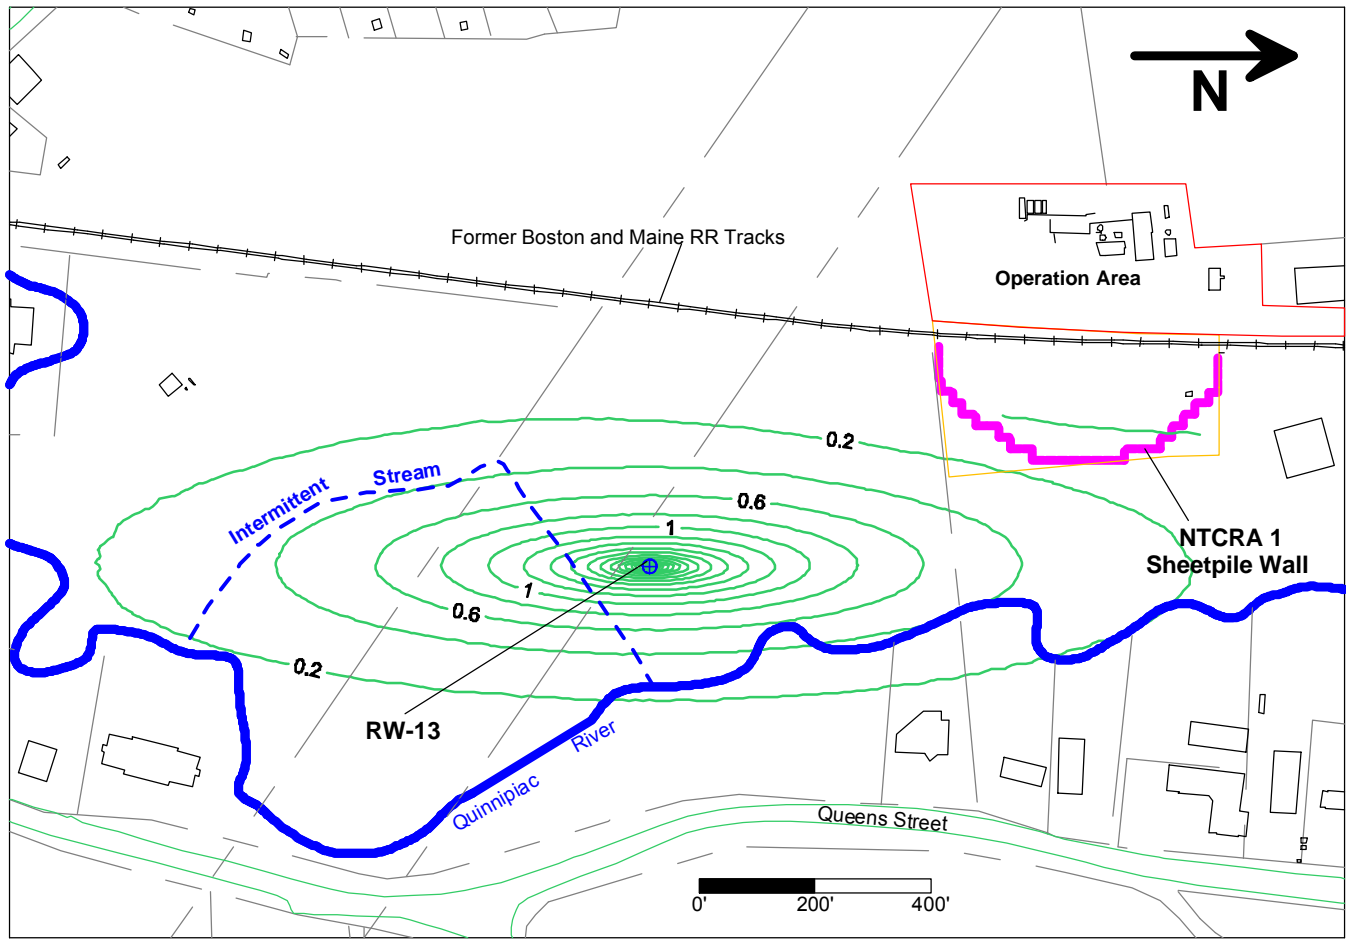 N
Former Boston and Maine RR Tracks
Operation Area
0.2
Stream
Intermittent
0.6
1
NTCRA 1
Sheetpile Wall
1
0.6
0.2
RW-13
River
Quinnipiac
Queens Street
0' 200' 400'